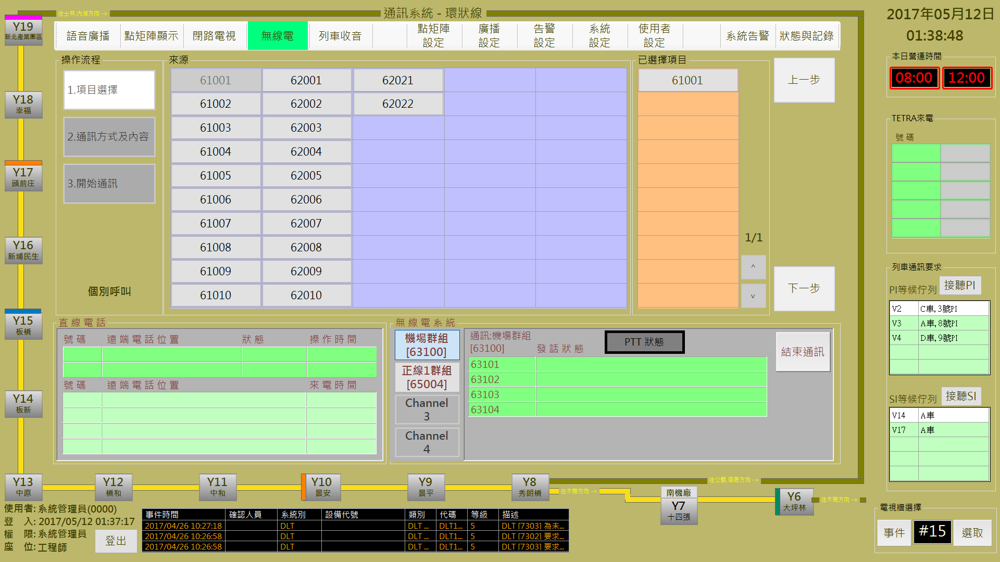 往士林,內湖方向->
通訊系統 - 環狀線
2017年05月12日
01:38:48
語音廣播
點矩陣顯示
閉路電視
無線電
列車收音
點矩陣
設定
廣播
設定
告警
設定
系統
設定
使用者
設定
系統告警
狀態與記錄
操作流程
1.項目選擇
2.通訊方式及內容
3.開始通訊
個別呼叫
來源
61001 62001 62021
61002 62002 62022
61003 62003
61004 62004
61005 62005
61006 62006
61007 62007
61008 62008
61009 62009
61010 62010
已選擇項目
61001
1/1
^
v
上一步
下一步
本日營運時間
08:00 12:00
TETRA來電
號 碼
列車通訊要求
PI等候佇列 接聽PI
V2 C車,3號PI
V3 A車,8號PI
V4 D車,9號PI
SI等候佇列 接聽SI
V14 A車
V17 A車
直 線 電 話
號 碼 遠 端 電 話 位 置 狀 態 操 作 時 間
號 碼 遠 端 電 話 位 置 來 電 時 間
無 線 電 系 統
機場群組
[63100]
正線1群組
[65004]
Channel
3
Channel
4
通訊:機場群組
[63100]
發 話 狀 態
PTT 狀態
結束通訊
63101
63102
63103
63104
Y19
新北產業園區
Y18
幸福
Y17
頭前庄
Y16
新埔民生
Y15
板橋
Y14
板新
Y13
中原
Y12
橋和
Y11
中和
Y10
景安
Y9
景平
Y8
秀朗橋
往木柵方向->
往公館,信義方向->
南機廠
Y7
十四張
Y6
大坪林
往木柵方向->
使用者: 系統管理員(0000)
登 入: 2017/05/12 01:37:17
權 限: 系統管理員
座 位: 工程師
登出
事件時間 確認人員 系統別 設備代號 類別 代碼 等級 描述
2017/04/26 10:27:18 DLT DLT ... DLT1... 5 DLT [7303] 為未...
2017/04/26 10:26:58 DLT DLT ... DLT1... 5 DLT [7302] 要求...
2017/04/26 10:26:58 DLT DLT ... DLT1... 5 DLT [7303] 要求...
電視牆選擇
事件 #15 選取